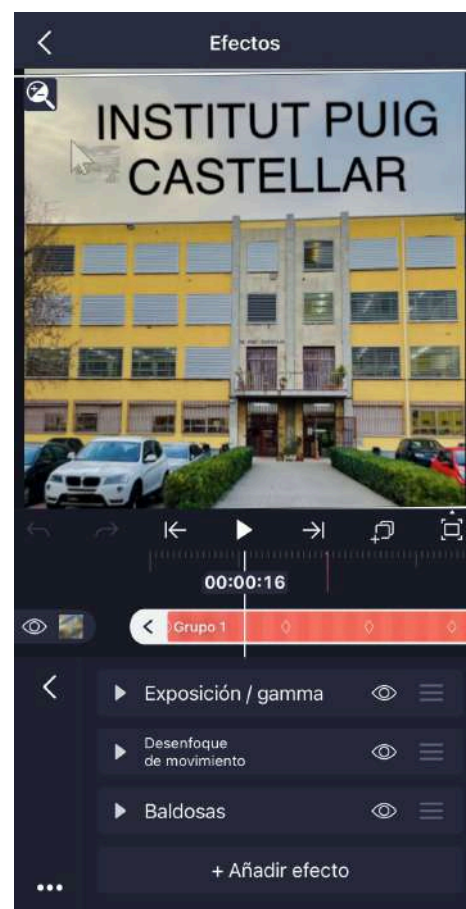 Efectos
INSTITUT PUIG
CASTELLAR
00:00:16
Grupo 1
Exposición / gamma
Desenfoque
de movimiento
Baldosas
+ Añadir efecto